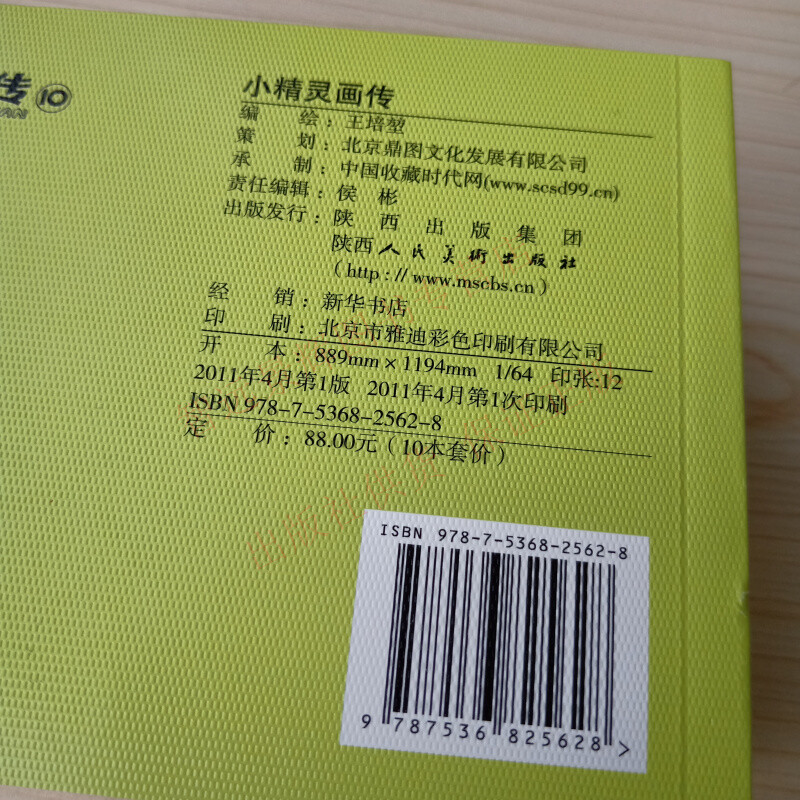 传⑩
小精灵画传
编 绘：王培堃
策 划：北京鼎图文化发展有限公司
承 制：中国收藏时代网(www.scsd99.cn)
责任编辑：侯 彬
出版发行：陕西出版集团
陕西人民美术出版社
（http://www.mscbs.cn）
经 销：新华书店
印 刷：北京市雅迪彩色印刷有限公司
开 本：889mm×1194mm 1/64 印张:12
2011年4月第1版 2011年4月第1次印刷
ISBN 978-7-5368-2562-8
定 价：88.00元（10本套价）
ISBN 978-7-5368-2562-8
9 787536 825628 >